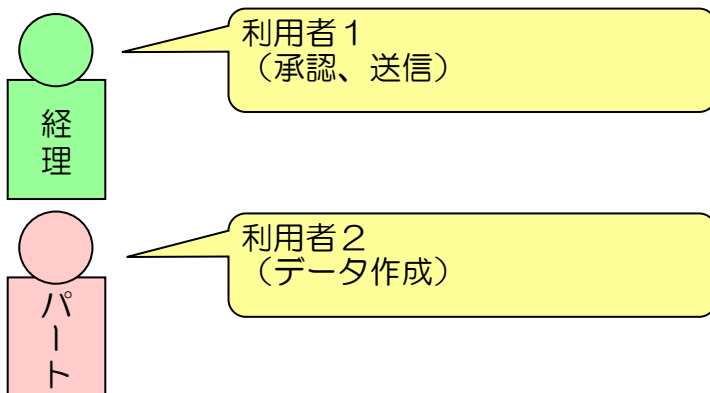 利用者１
（承認、送信）
経理
利用者２
（データ作成）
パート